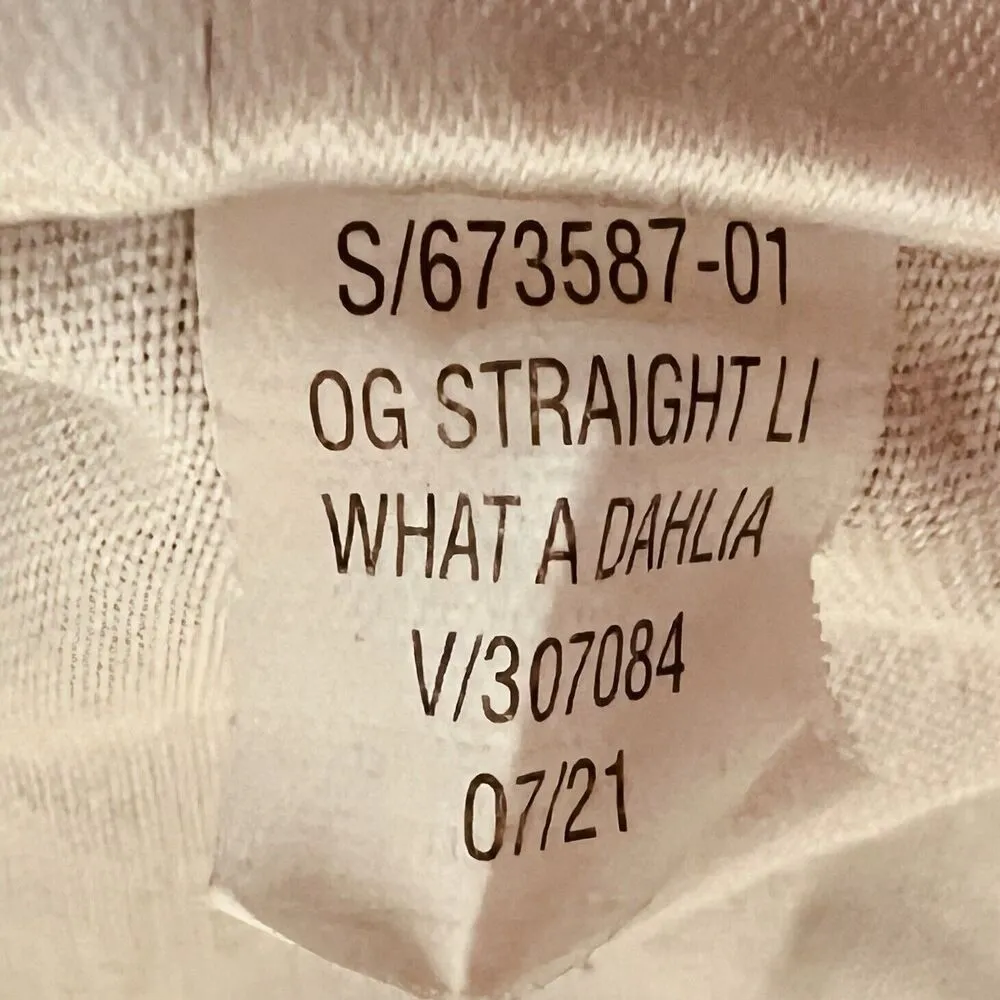 S/673587-01
OG STRAIGHT LI
WHAT A DAHLIA
V/307084
07/21